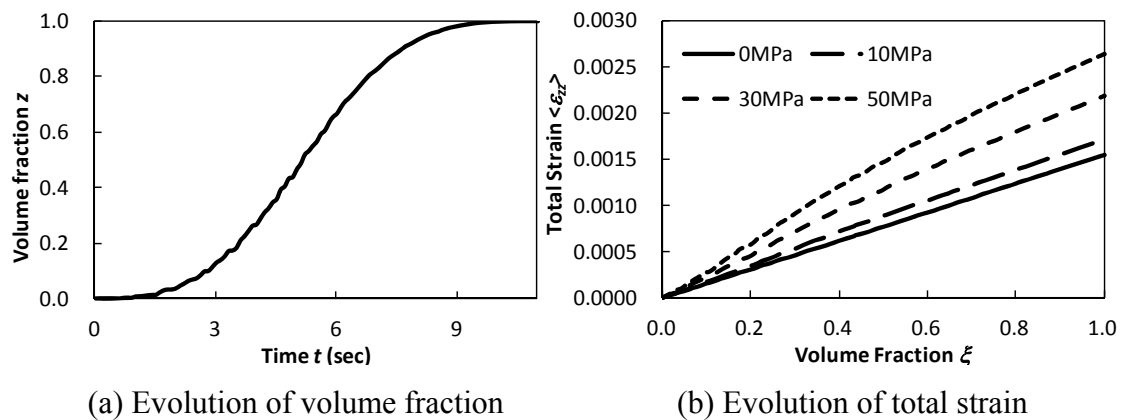 1.0
0.8
0.6
0.4
0.2
0.0
Volume fraction z
0 3 6 9
Time t (sec)
(a) Evolution of volume fraction
0.0030
0.0025
0.0020
0.0015
0.0010
0.0005
0.0000
Total Strain <εzz>
0MPa 10MPa
30MPa 50MPa
0.0 0.2 0.4 0.6 0.8 1.0
Volume Fraction ξ
(b) Evolution of total strain